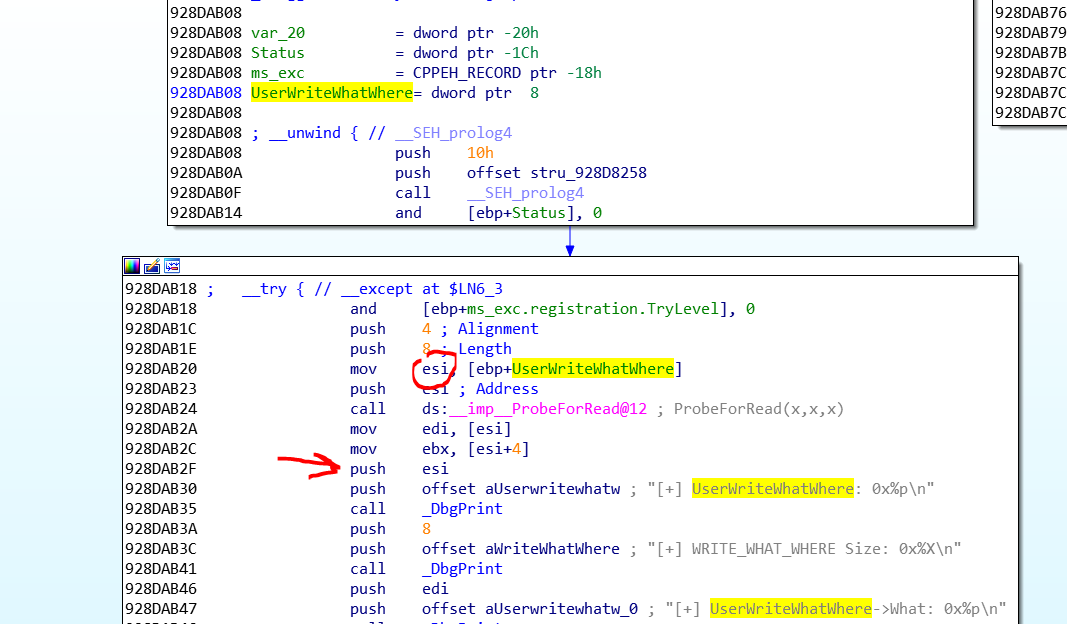 928DAB08
928DAB08 var_20 = dword ptr -20h
928DAB08 Status = dword ptr -1Ch
928DAB08 ms_exc = CPPEH_RECORD ptr -18h
928DAB08 UserWriteWhatWhere= dword ptr 8
928DAB08
928DAB08 ; __unwind { // __SEH_prolog4
928DAB08 push 10h
928DAB0A push offset stru_928D8258
928DAB0F call __SEH_prolog4
928DAB14 and [ebp+Status], 0
928DAB76
928DAB79
928DAB7B
928DAB7C
928DAB7C
928DAB7C
928DAB18 ; __try { // __except at $LN6_3
928DAB18 and [ebp+ms_exc.registration.TryLevel], 0
928DAB1C push 4 ; Alignment
928DAB1E push 8 ; Length
928DAB20 mov esi, [ebp+UserWriteWhatWhere]
928DAB23 push esi ; Address
928DAB24 call ds:__imp__ProbeForRead@12 ; ProbeForRead(x,x,x)
928DAB2A mov edi, [esi]
928DAB2C mov ebx, [esi+4]
928DAB2F push esi
928DAB30 push offset aUserwritewhatw ; "[+] UserWriteWhatWhere: 0x%p\n"
928DAB35 call _DbgPrint
928DAB3A push 8
928DAB3C push offset aWriteWhatWhere ; "[+] WRITE_WHAT_WHERE Size: 0x%X\n"
928DAB41 call _DbgPrint
928DAB46 push edi
928DAB47 push offset aUserwritewhatw_0 ; "[+] UserWriteWhatWhere->What: 0x%p\n"